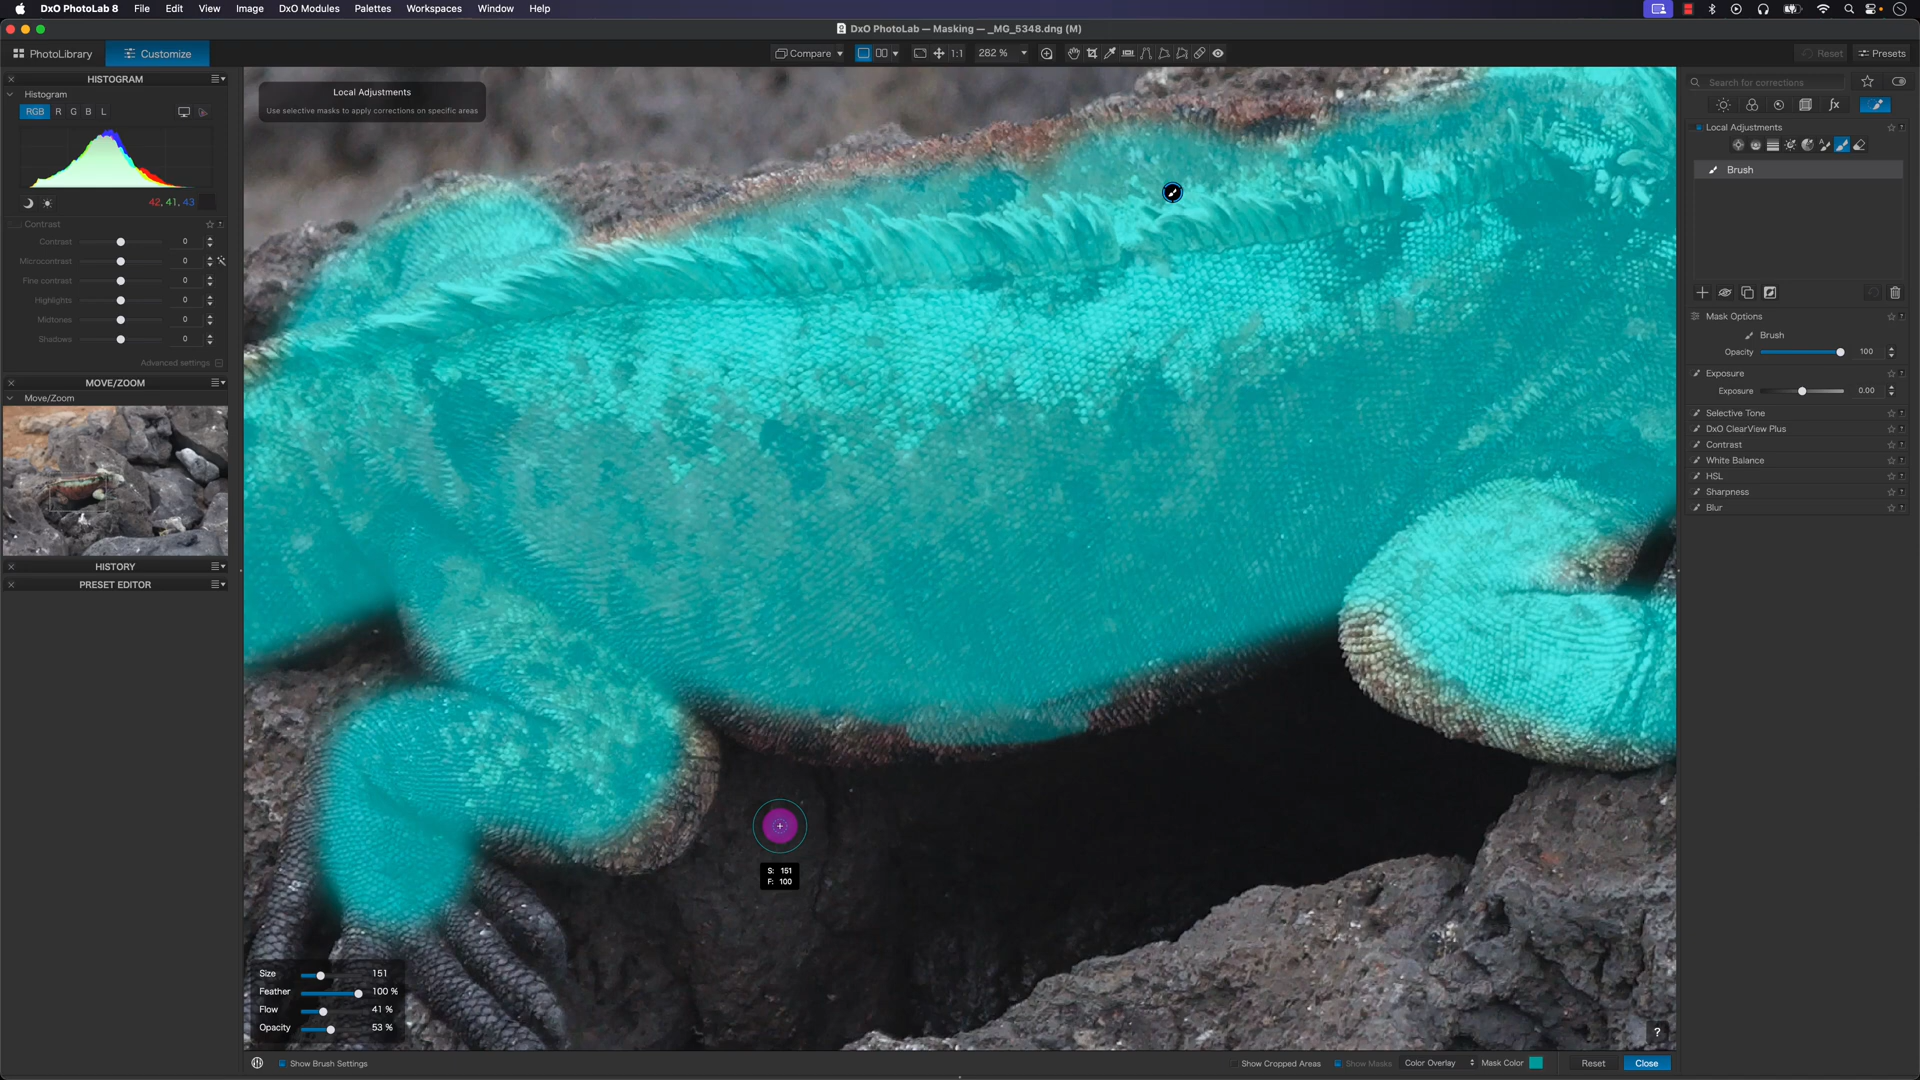 DxO PhotoLab 8 File Edit View Image DxO Modules Palettes Workspaces Window Help
DxO PhotoLab — Masking — _MG_5348.dng (M)
PhotoLibrary Customize Compare 1:1 282 % Reset Presets
HISTOGRAM
Histogram
RGB R G B L
42, 41, 43
Contrast
Contrast 0
Microcontrast 0
Fine contrast 0
Highlights 0
Midtones 0
Shadows 0
Advanced settings
MOVE/ZOOM
Move/Zoom
HISTORY
PRESET EDITOR
Local Adjustments
Use selective masks to apply corrections on specific areas
S: 151
F: 100
Size 151
Feather 100 %
Flow 41 %
Opacity 53 %
?
Show Brush Settings Show Cropped Areas Show Masks Color Overlay Mask Color Reset Close
Search for corrections
fx
Local Adjustments
Brush
Mask Options
Brush
Opacity 100
Exposure
Exposure 0.00
Selective Tone
DxO ClearView Plus
Contrast
White Balance
HSL
Sharpness
Blur